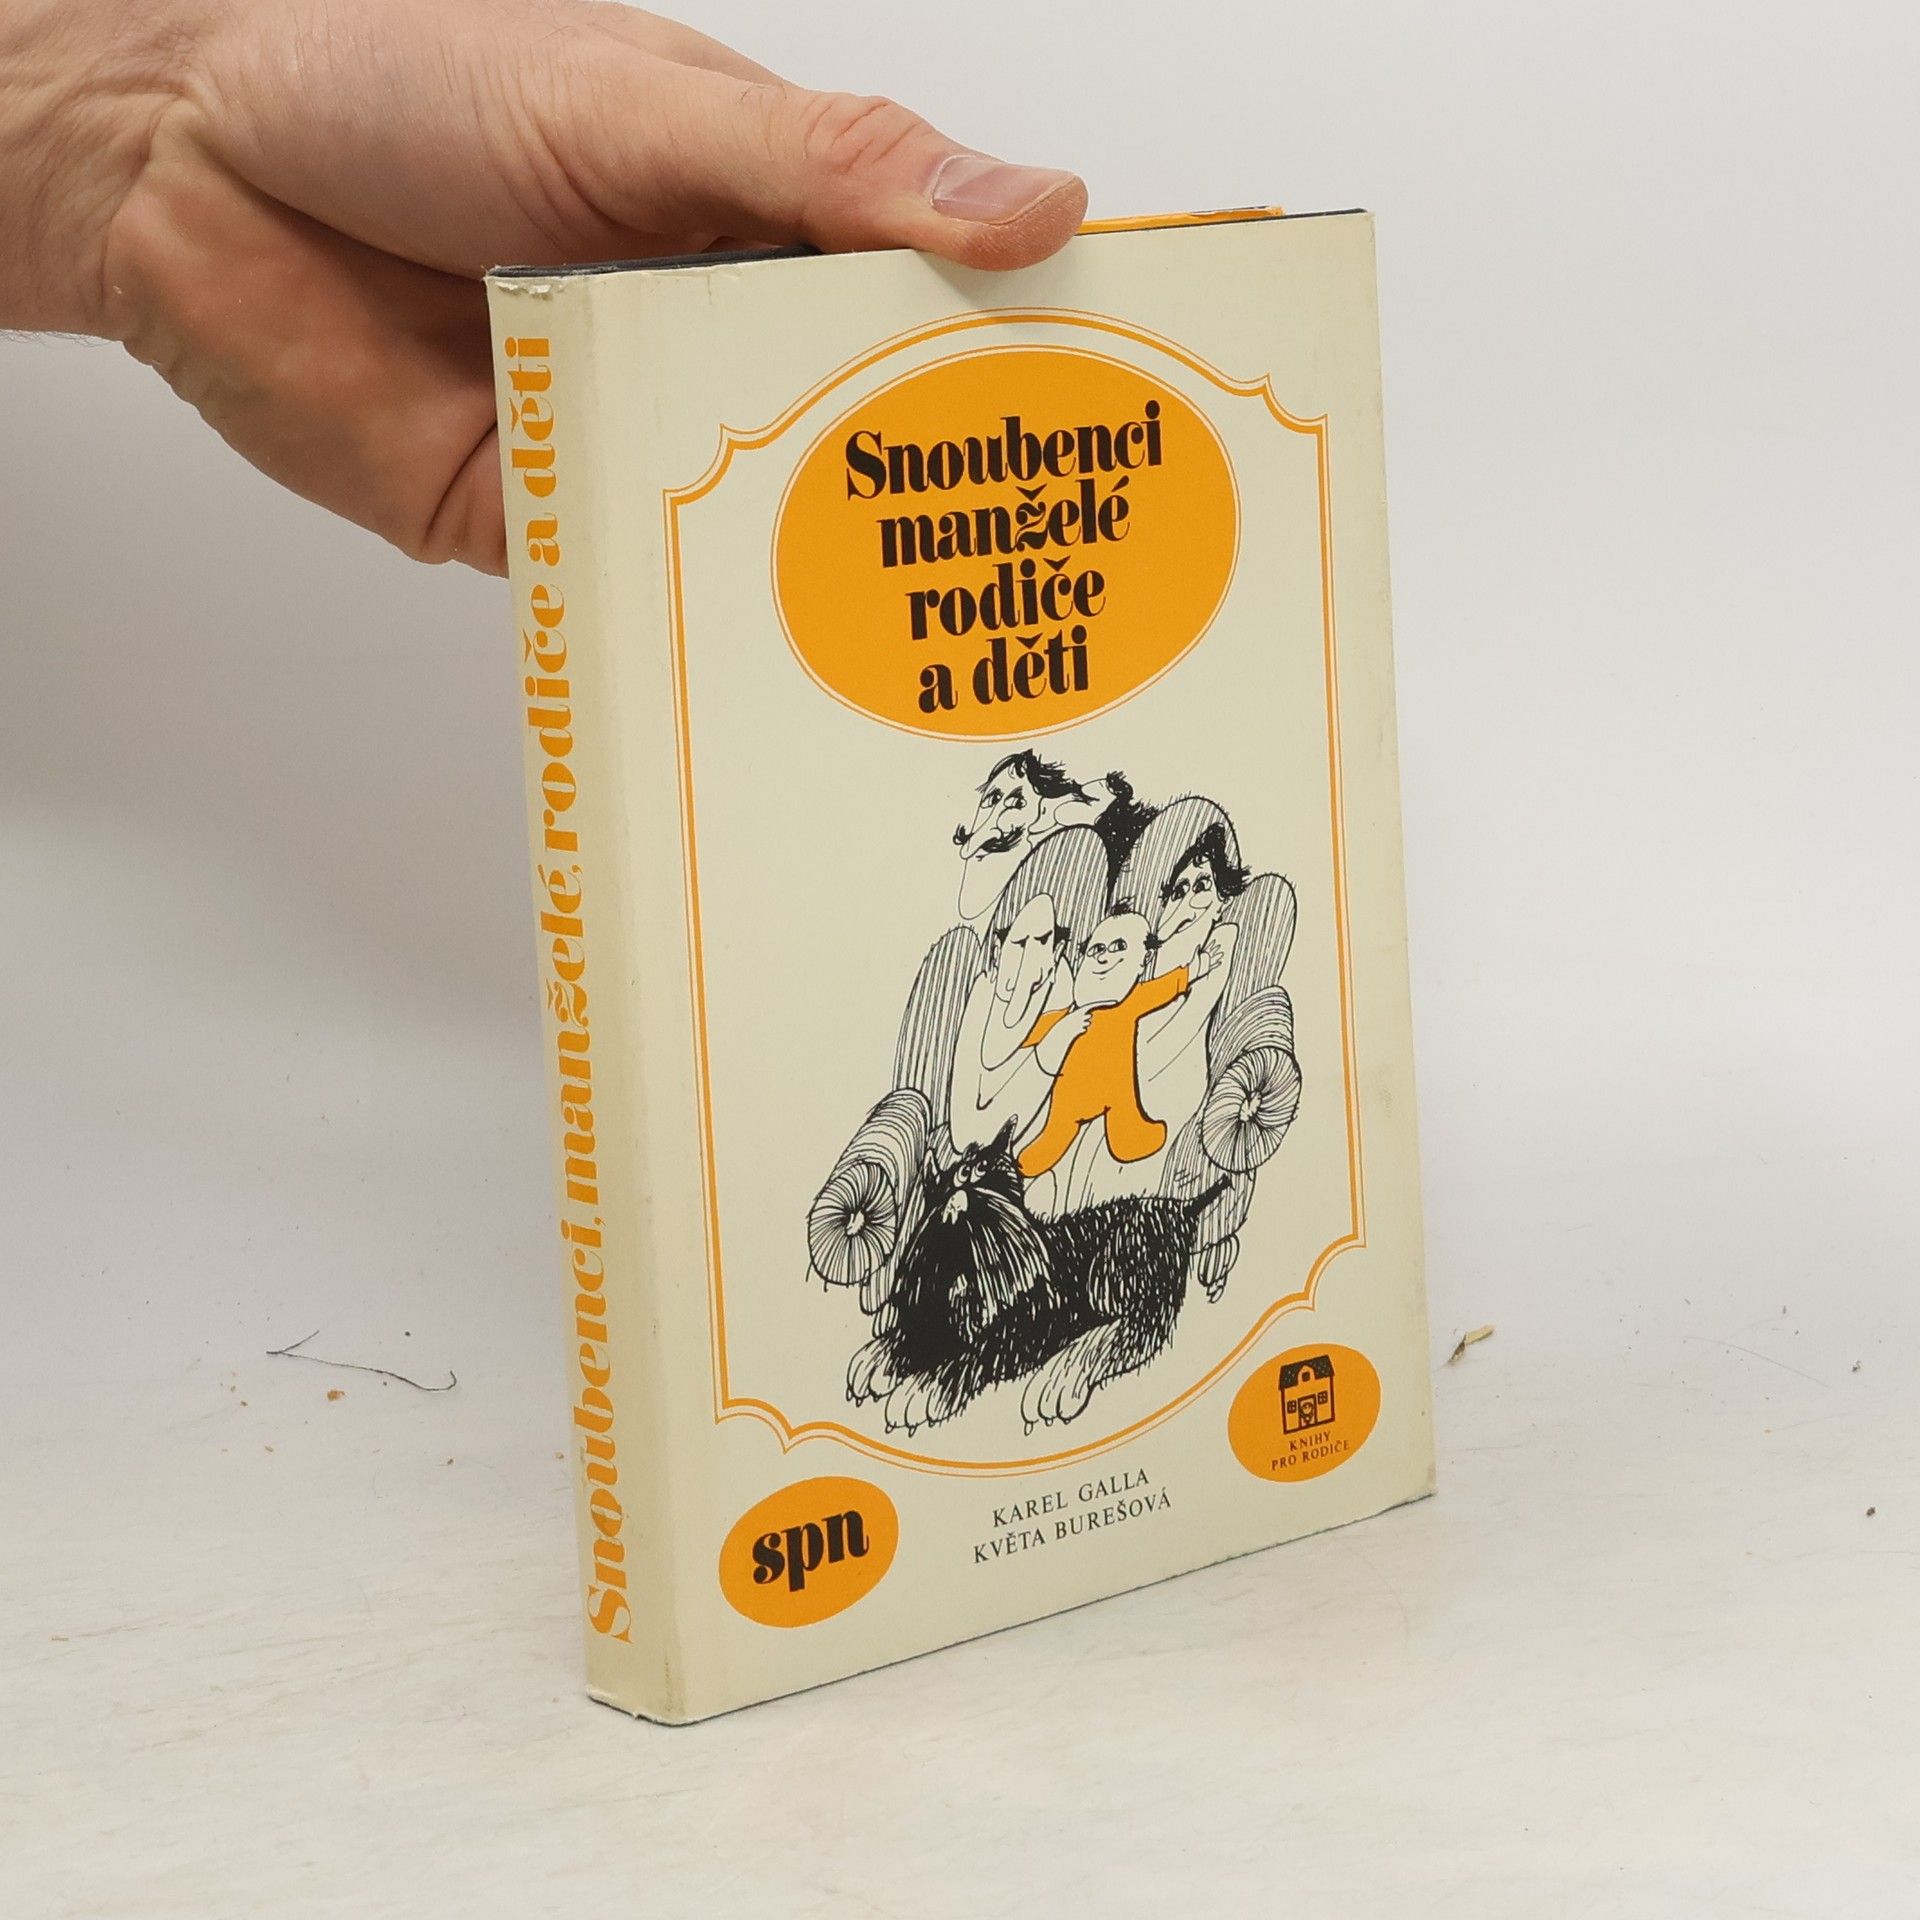 Snoubenci, manželé, rodiče a děti
Snoubenci
manželé
rodiče
a děti
KNIHY
PRO RODIČE
KAREL GALLA
KVĚTA BUREŠOVÁ
spn